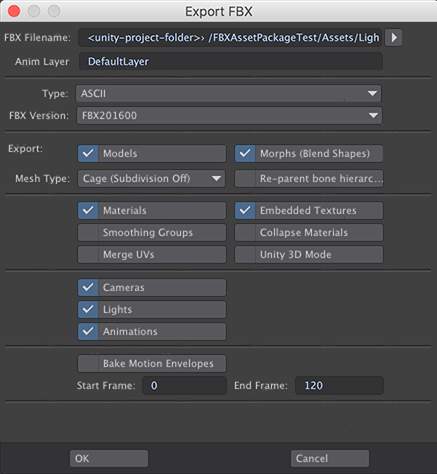 Export FBX
FBX Filename: <unity-project-folder>› /FBXAssetPackageTest/Assets/Ligh
Anim Layer DefaultLayer
Type: ASCII
FBX Version: FBX201600
Export: Models Morphs (Blend Shapes)
Mesh Type: Cage (Subdivision Off) Re-parent bone hierarc...
Materials Embedded Textures
Smoothing Groups Collapse Materials
Merge UVs Unity 3D Mode
Cameras
Lights
Animations
Bake Motion Envelopes
Start Frame: 0 End Frame: 120
OK Cancel